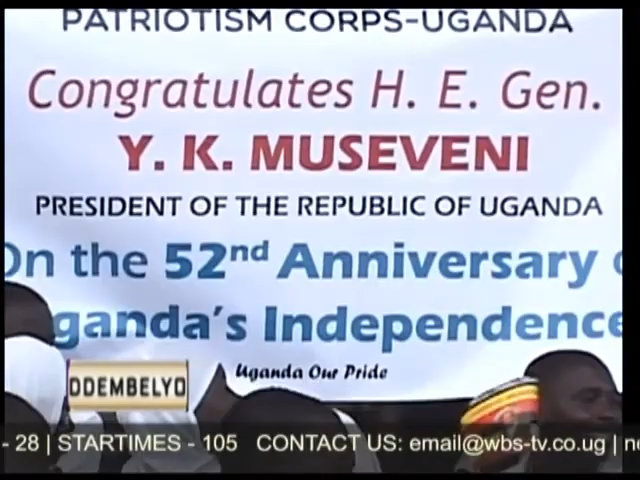 PATRIOTISM CORPS-UGANDA
Congratulates H. E. Gen.
Y. K. MUSEVENI
PRESIDENT OF THE REPUBLIC OF UGANDA
On the 52nd Anniversary
ganda's Independence
Uganda Our Pride
DDEMBELYO
- 28 | STARTIMES - 105 CONTACT US: email@wbs-tv.co.ug |